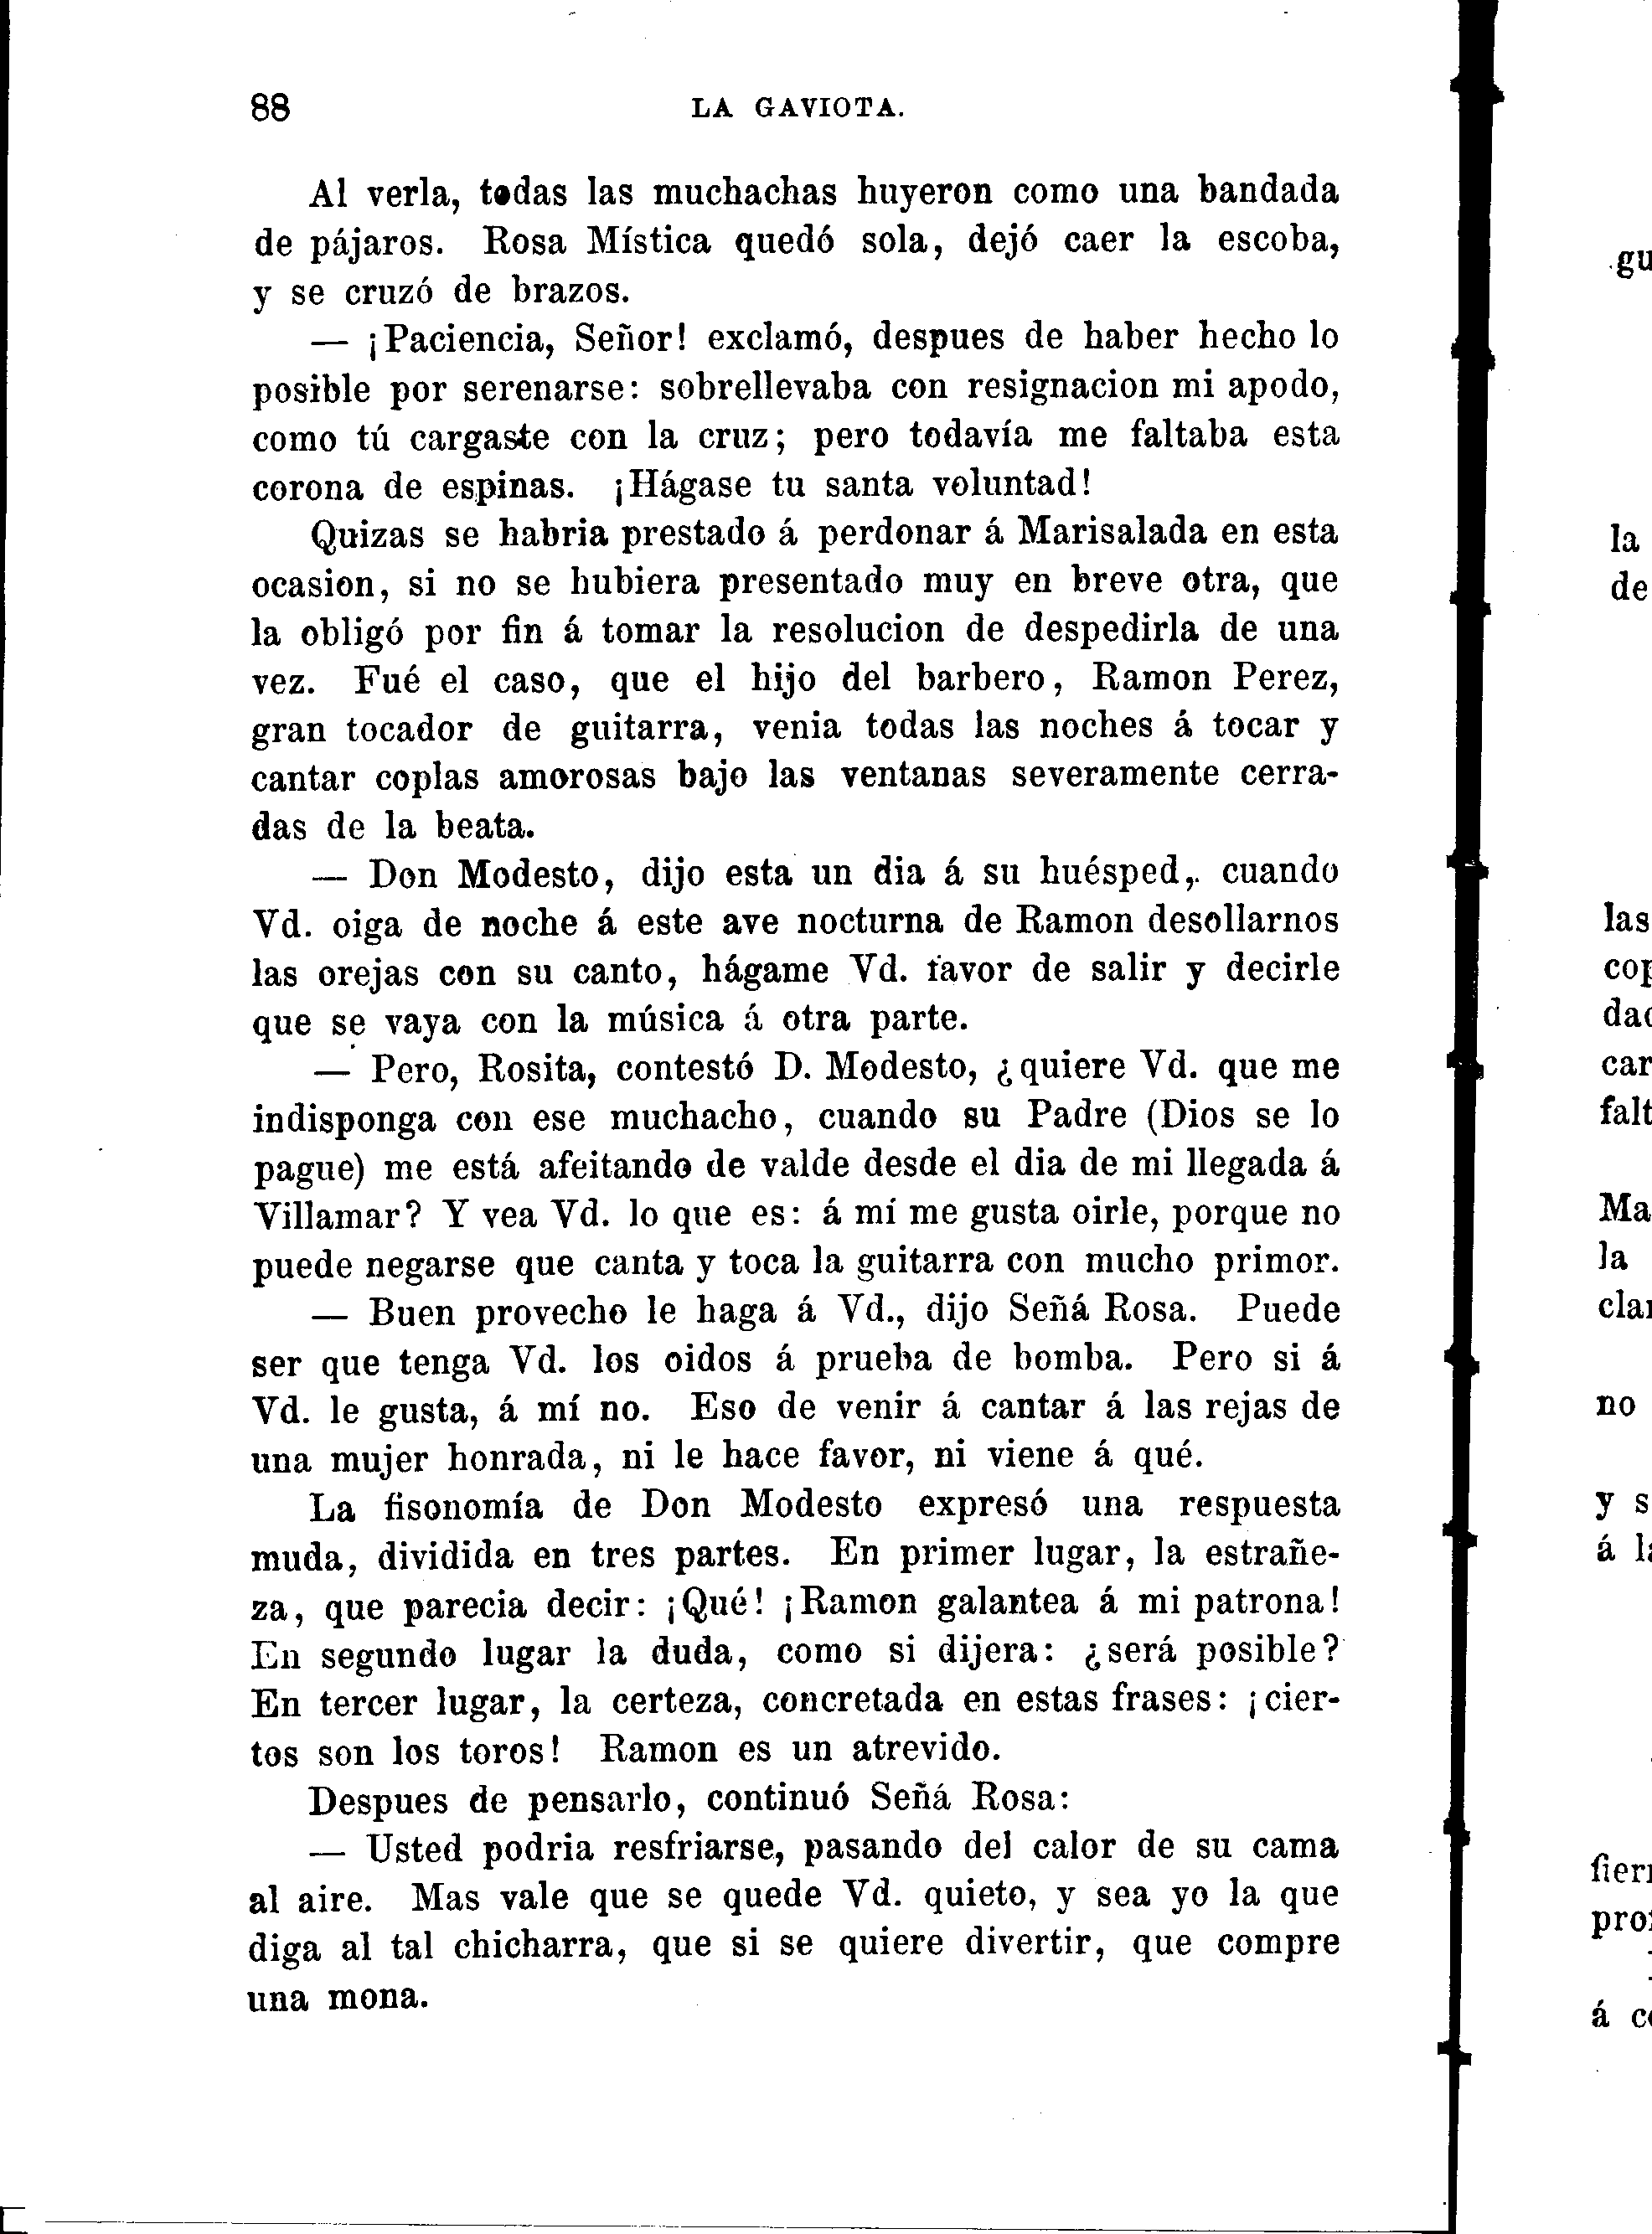 88 LA GAVIOTA.
Al verla, todas las muchachas huyeron como una bandada
de pájaros. Rosa Mística quedó sola, dejó caer la escoba,
y se cruzó de brazos.
— ¡Paciencia, Señor! exclamó, despues de haber hecho lo
posible por serenarse: sobrellevaba con resignacion mi apodo,
como tú cargaste con la cruz; pero todavía me faltaba esta
corona de espinas. ¡Hágase tu santa voluntad!
Quizas se habria prestado á perdonar á Marisalada en esta
ocasion, si no se hubiera presentado muy en breve otra, que
la obligó por fin á tomar la resolucion de despedirla de una
vez. Fué el caso, que el hijo del barbero, Ramon Perez,
gran tocador de guitarra, venia todas las noches á tocar y
cantar coplas amorosas bajo las ventanas severamente cerra-
das de la beata.
— Don Modesto, dijo esta un dia á su huésped, cuando
Vd. oiga de noche á este ave nocturna de Ramon desollarnos
las orejas con su canto, hágame Vd. favor de salir y decirle
que se vaya con la música á otra parte.
— Pero, Rosita, contestó D. Modesto, ¿quiere Vd. que me
indisponga con ese muchacho, cuando su Padre (Dios se lo
pague) me está afeitando de valde desde el dia de mi llegada á
Villamar? Y vea Vd. lo que es: á mí me gusta oirle, porque no
puede negarse que canta y toca la guitarra con mucho primor.
— Buen provecho le haga á Vd., dijo Señá Rosa. Puede
ser que tenga Vd. los oidos á prueba de bomba. Pero si á
Vd. le gusta, á mí no. Eso de venir á cantar á las rejas de
una mujer honrada, ni le hace favor, ni viene á qué.
La fisonomía de Don Modesto expresó una respuesta
muda, dividida en tres partes. En primer lugar, la estrañe-
za, que parecia decir: ¡Qué! ¡Ramon galantea á mi patrona!
En segundo lugar la duda, como si dijera: ¿será posible?
En tercer lugar, la certeza, concretada en estas frases: ¡cier-
tos son los toros! Ramon es un atrevido.
Despues de pensarlo, continuó Señá Rosa:
— Usted podria resfriarse, pasando del calor de su cama
al aire. Mas vale que se quede Vd. quieto, y sea yo la que
diga al tal chicharra, que si se quiere divertir, que compre
una mona.
gu
la
de
las
dac
car
falt
Ma
la
no
y s
á
á